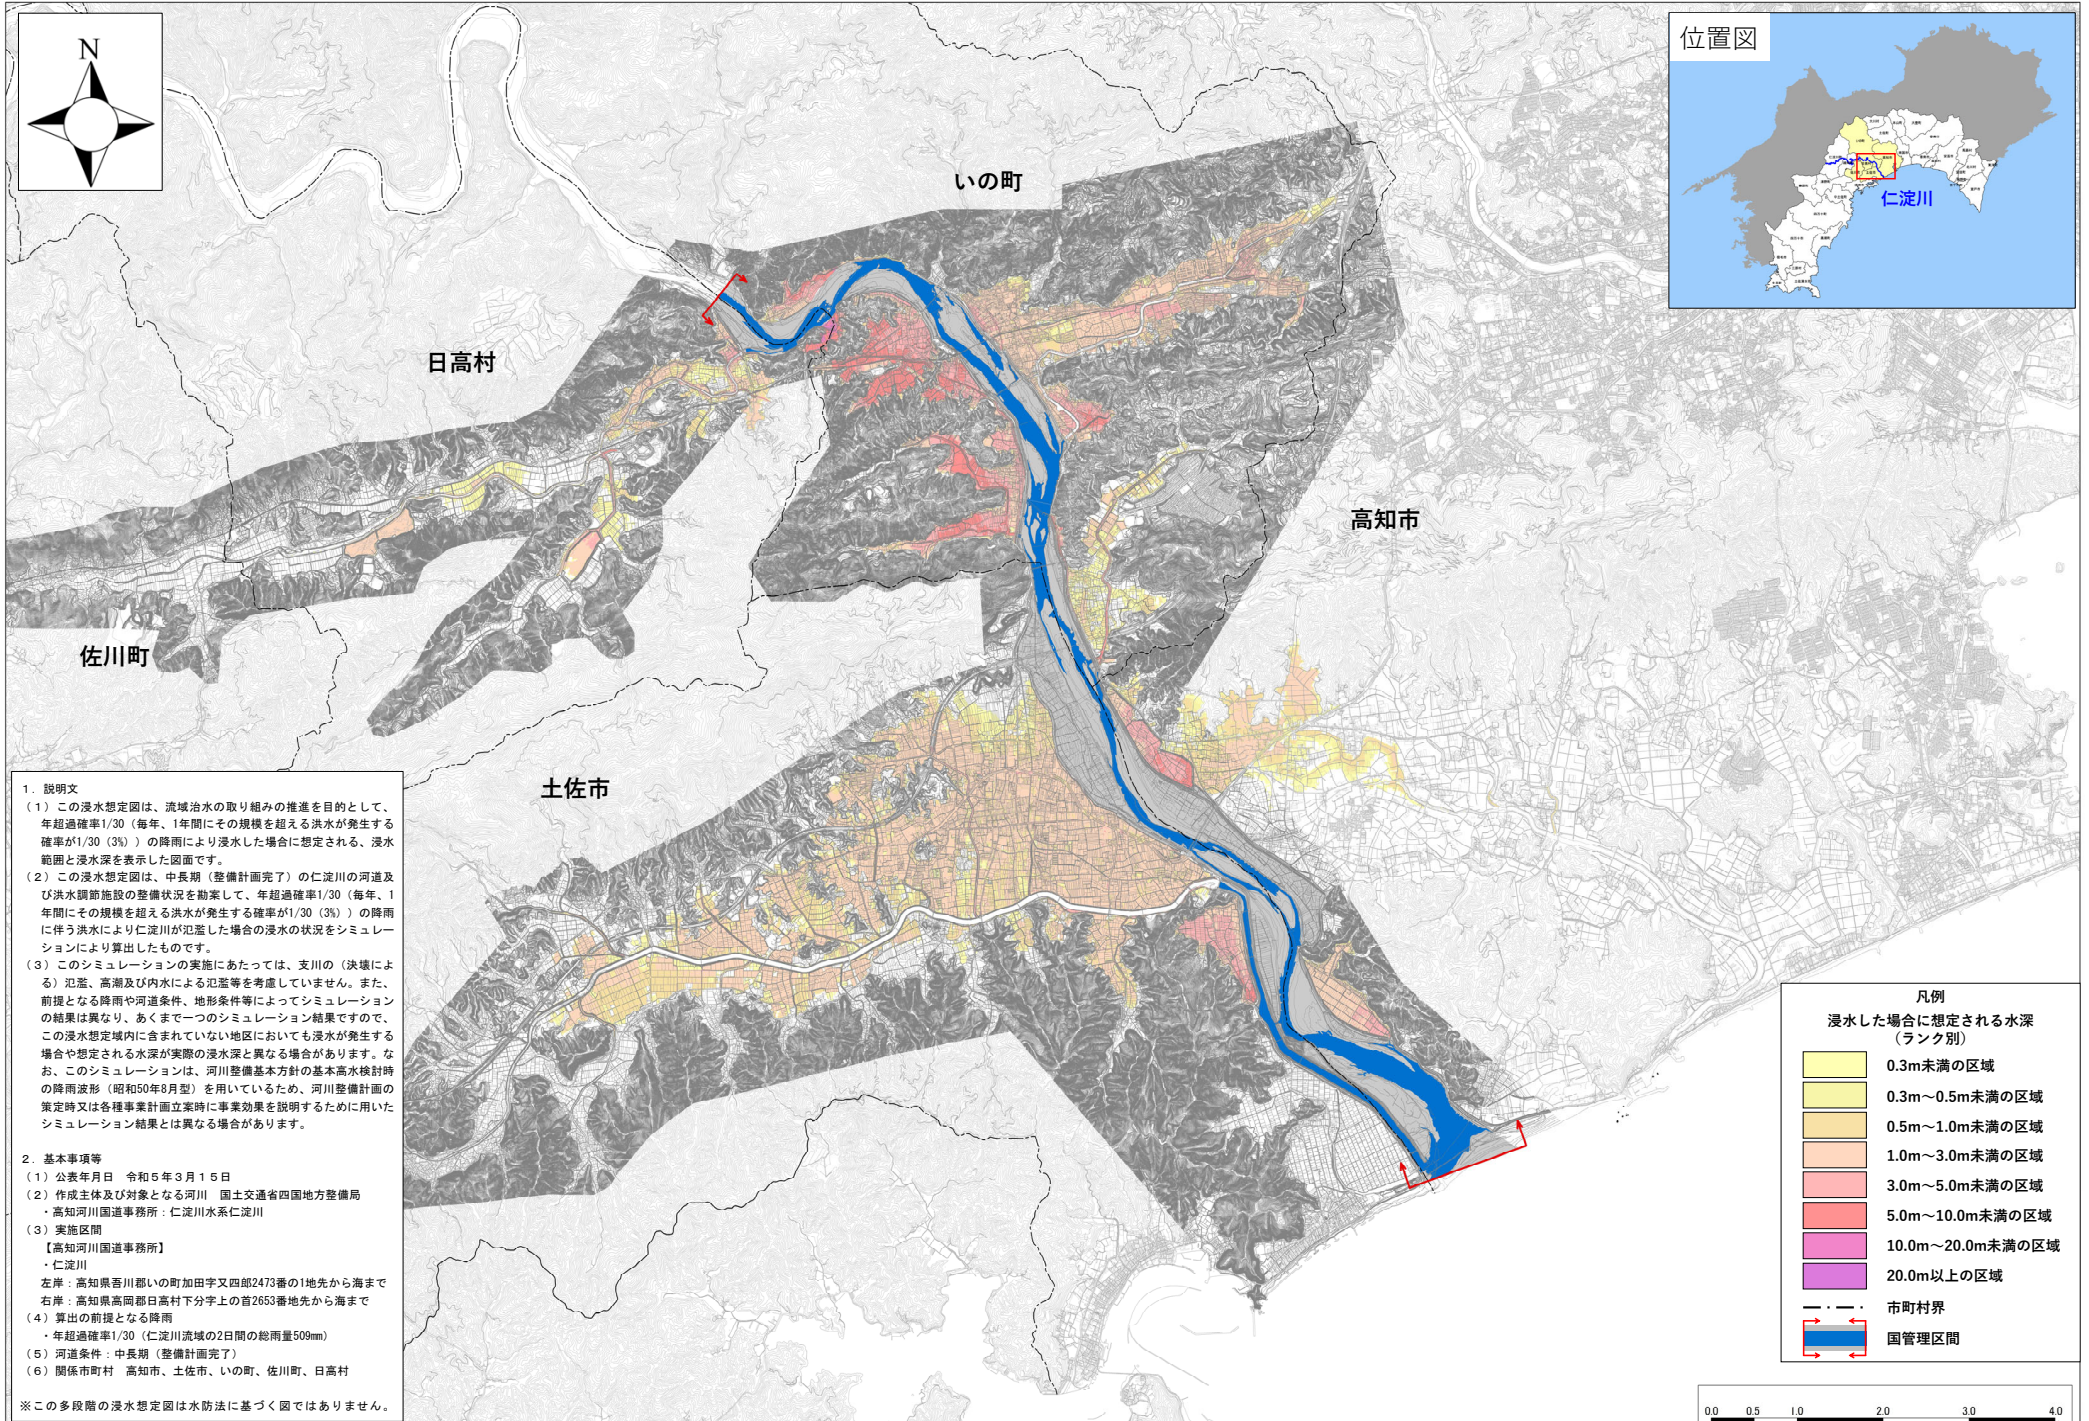 N
位置図
仁淀川
いの町
日高村
高知市
佐川町
土佐市
1．説明文
（1）この浸水想定図は、流域治水の取り組みの推進を目的として、
年超過確率1/30（毎年、1年間にその規模を超える洪水が発生する
確率が1/30（3%））の降雨により浸水した場合に想定される、浸水
範囲と浸水深を表示した図面です。
（2）この浸水想定図は、中長期（整備計画完了）の仁淀川の河道及
び洪水調節施設の整備状況を勘案して、年超過確率1/30（毎年、1
年間にその規模を超える洪水が発生する確率が1/30（3%））の降雨
に伴う洪水により仁淀川が氾濫した場合の浸水の状況をシミュレー
ションにより算出したものです。
（3）このシミュレーションの実施にあたっては、支川の（決壊によ
る）氾濫、高潮及び内水による氾濫等を考慮していません。また、
前提となる降雨や河道条件、地形条件等によってシミュレーション
の結果は異なり、あくまで一つのシミュレーション結果ですので、
この浸水想定域内に含まれていない地区においても浸水が発生する
場合や想定される水深が実際の浸水深と異なる場合があります。な
お、このシミュレーションは、河川整備基本方針の基本高水検討時
の降雨波形（昭和50年8月型）を用いているため、河川整備計画の
策定時又は各種事業計画立案時に事業効果を説明するために用いた
シミュレーション結果とは異なる場合があります。
2．基本事項等
（1）公表年月日　令和５年３月１５日
（2）作成主体及び対象となる河川　国土交通省四国地方整備局
・高知河川国道事務所：仁淀川水系仁淀川
（3）実施区間
【高知河川国道事務所】
・仁淀川
左岸：高知県吾川郡いの町加田字又四郎2473番の1地先から海まで
右岸：高知県高岡郡日高村下分字上の首2653番地先から海まで
（4）算出の前提となる降雨
・年超過確率1/30（仁淀川流域の2日間の総雨量509mm）
（5）河道条件：中長期（整備計画完了）
（6）関係市町村　高知市、土佐市、いの町、佐川町、日高村
※この多段階の浸水想定図は水防法に基づく図ではありません。
凡例
浸水した場合に想定される水深
（ランク別）
0.3m未満の区域
0.3m～0.5m未満の区域
0.5m～1.0m未満の区域
1.0m～3.0m未満の区域
3.0m～5.0m未満の区域
5.0m～10.0m未満の区域
10.0m～20.0m未満の区域
20.0m以上の区域
市町村界
国管理区間
0.0 0.5 1.0 2.0 3.0 4.0